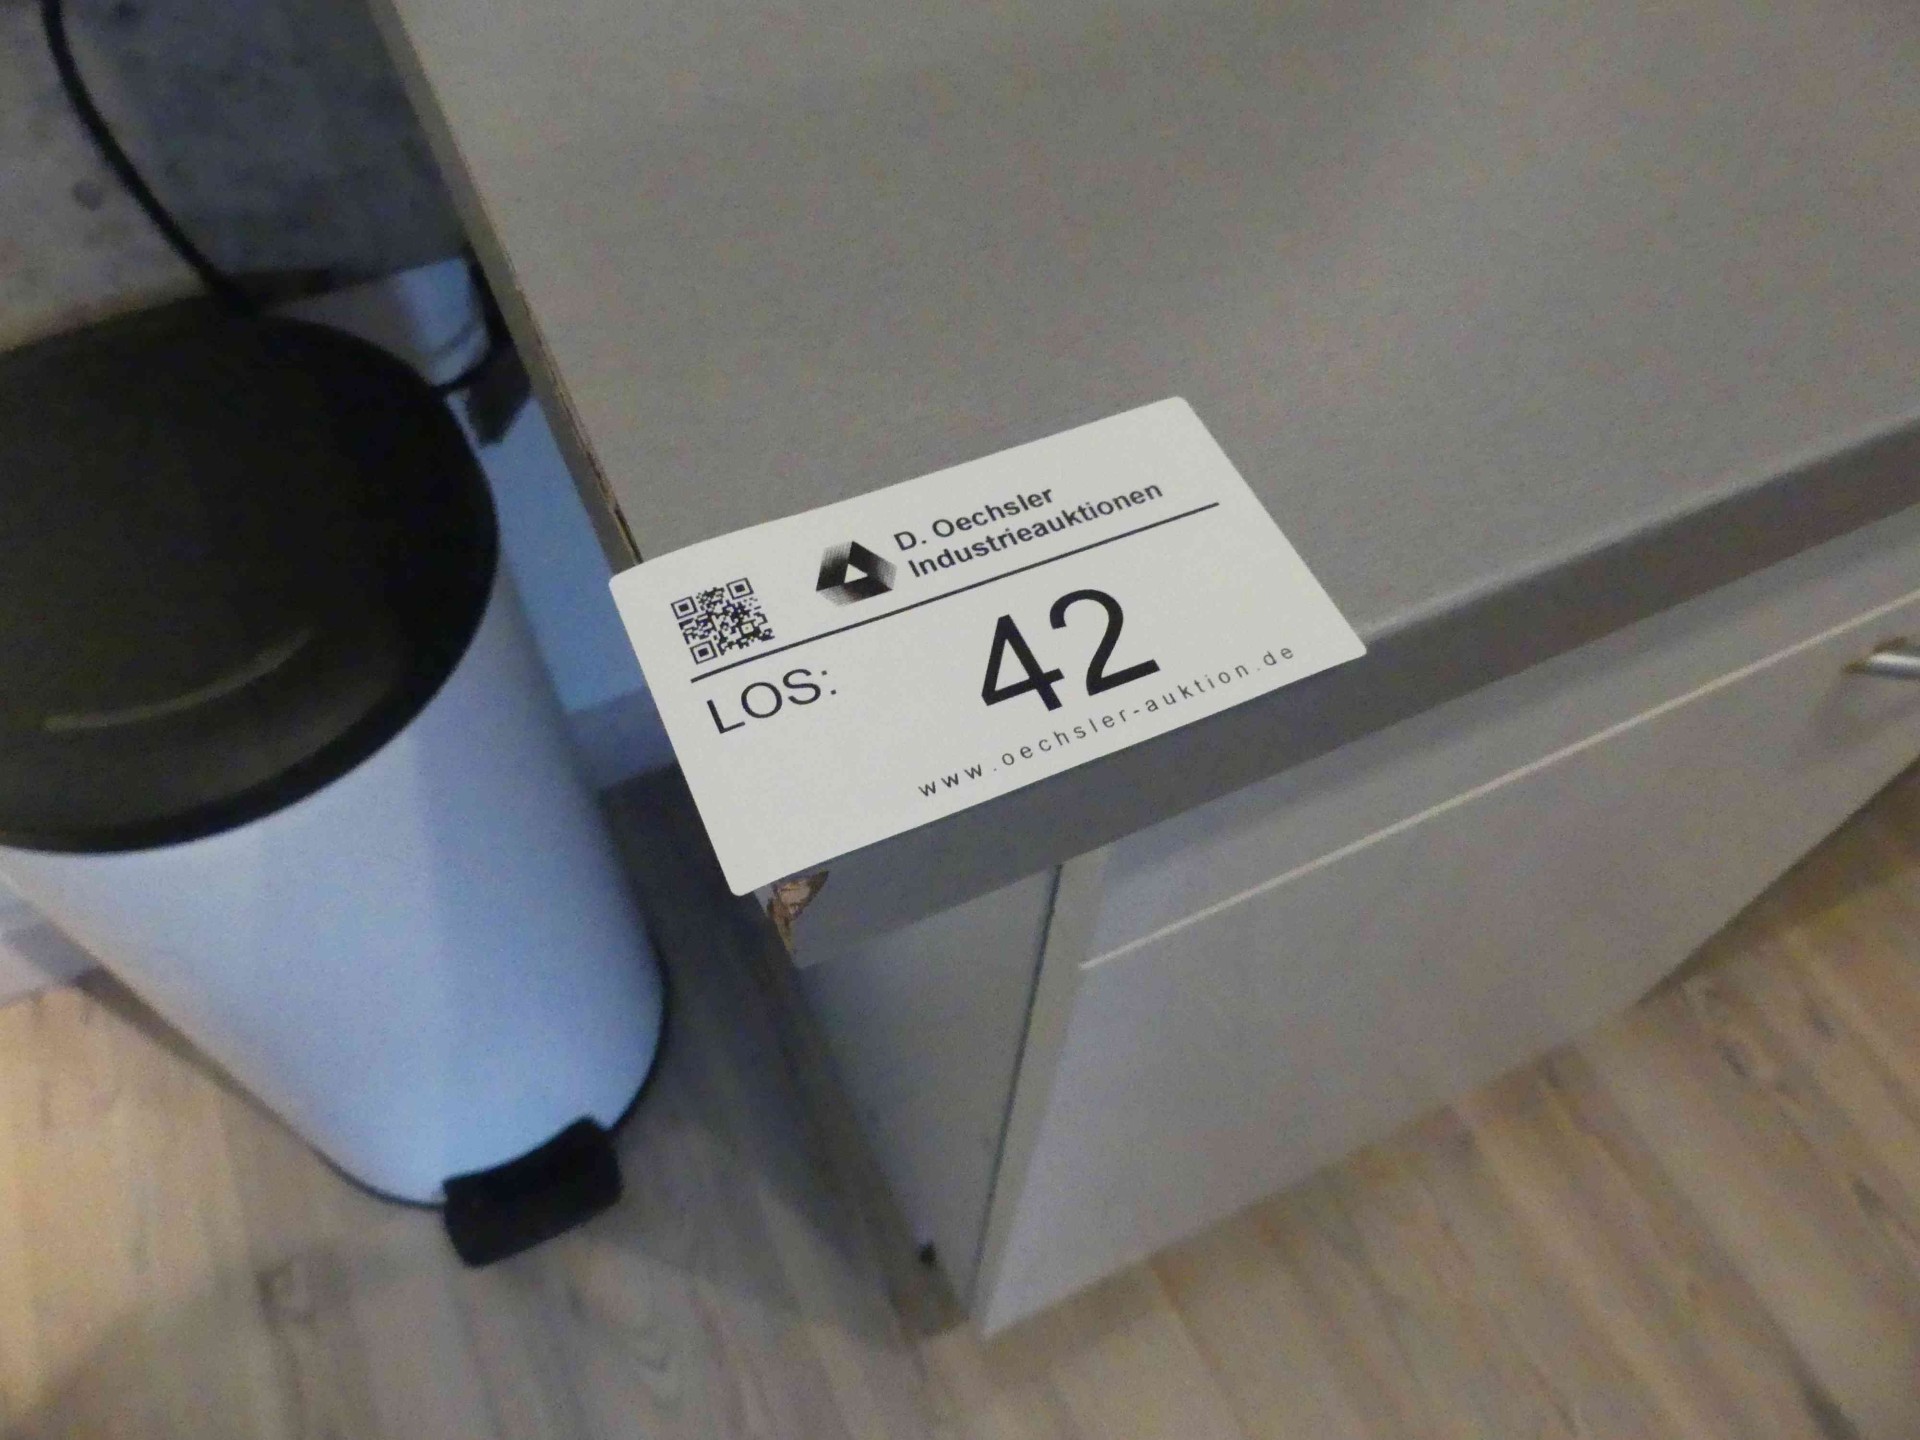 D. Oechsler
Industrieauktionen
LOS: 42
www.oechsler-auktion.de